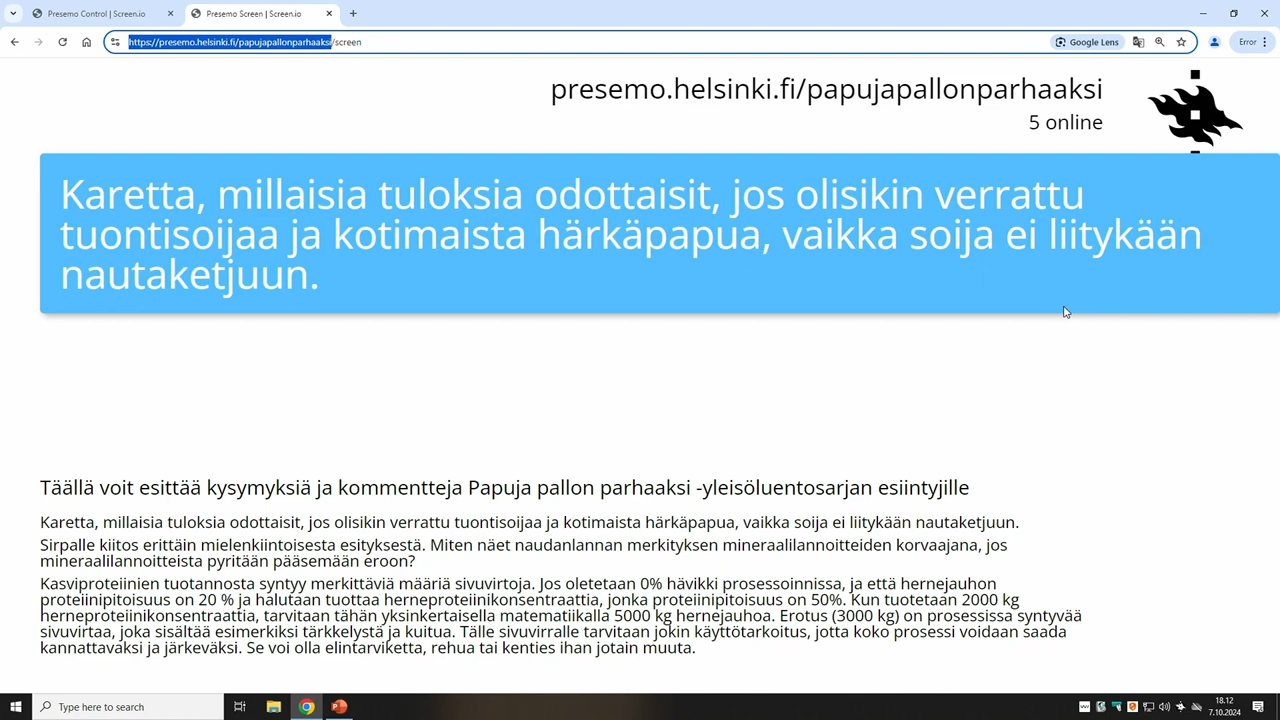 Presemo Control | Screen.io
Presemo Screen | Screen.io
https://presemo.helsinki.fi/papujapallonparhaaksi/screen
Google Lens
Error
presemo.helsinki.fi/papujapallonparhaaksi
5 online
Karetta, millaisia tuloksia odottaisit, jos olisikin verrattu
tuontisoijaa ja kotimaista härkäpapua, vaikka soija ei liitykään
nautaketjuun.
Täällä voit esittää kysymyksiä ja kommentteja Papuja pallon parhaaksi -yleisöluentosarjan esiintyjille
Karetta, millaisia tuloksia odottaisit, jos olisikin verrattu tuontisoijaa ja kotimaista härkäpapua, vaikka soija ei liitykään nautaketjuun.
Sirpalle kiitos erittäin mielenkiintoisesta esityksestä. Miten näet naudanlannan merkityksen mineraalilannoitteiden korvaajana, jos
mineraalilannoitteista pyritään pääsemään eroon?
Kasviproteiinien tuotannosta syntyy merkittäviä määriä sivuvirtoja. Jos oletetaan 0% hävikki prosessoinnissa, ja että hernejauhon
proteiinipitoisuus on 20 % ja halutaan tuottaa herneproteiinikonsentraattia, jonka proteiinipitoisuus on 50%. Kun tuotetaan 2000 kg
herneproteiinikonsentraattia, tarvitaan tähän yksinkertaisella matematiikalla 5000 kg hernejauhoa. Erotus (3000 kg) on prosessissa syntyvää
sivuvirtaa, joka sisältää esimerkiksi tärkkelystä ja kuitua. Tälle sivuvirralle tarvitaan jokin käyttötarkoitus, jotta koko prosessi voidaan saada
kannattavaksi ja järkeväksi. Se voi olla elintarviketta, rehua tai kenties ihan jotain muuta.
Type here to search
18.12
7.10.2024